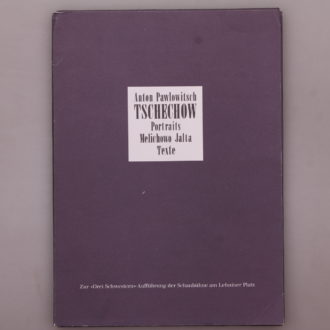 Anton Pawlowitsch
TSCHECHOW
Portraits
Melichowo Jalta
Texte
Zur »Drei Schwestern« Aufführung der Schaubühne am Lehniner Platz